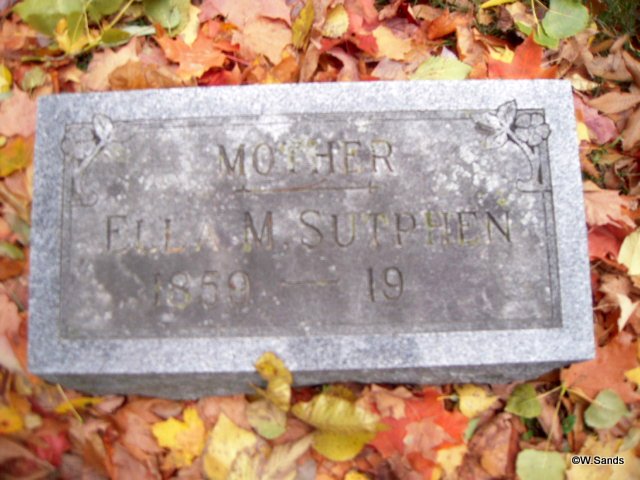 MOTHER
ELLA M. SUTPHEN
1859 — 19
©W.Sands